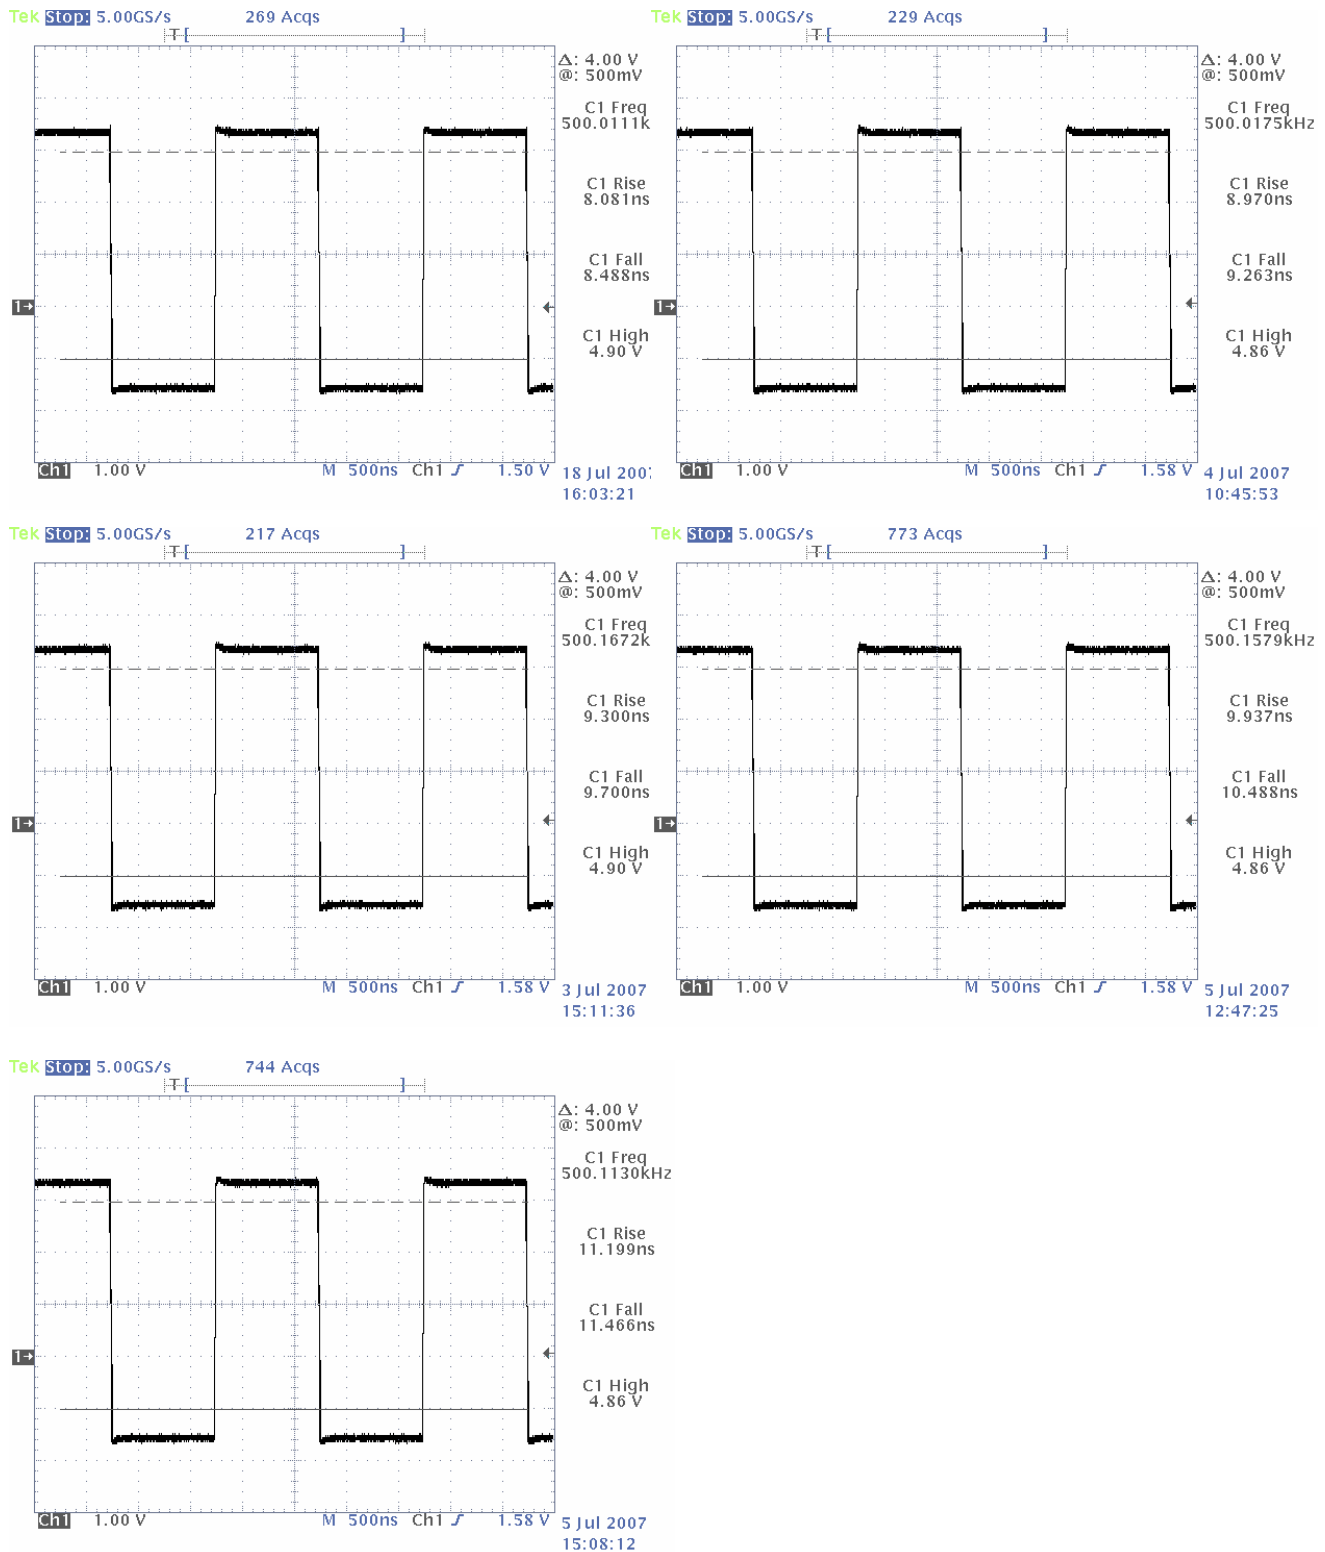 Tek Stop: 5.00GS/s 269 Acqs
T
Δ: 4.00 V
@: 500mV
C1 Freq
500.0111k
C1 Rise
8.081ns
C1 Fall
8.488ns
C1 High
4.90 V
1
Ch1 1.00 V M 500ns Ch1 1.50 V
18 Jul 2007
16:03:21
Tek Stop: 5.00GS/s 229 Acqs
T
Δ: 4.00 V
@: 500mV
C1 Freq
500.0175kHz
C1 Rise
8.970ns
C1 Fall
9.263ns
C1 High
4.86 V
1
Ch1 1.00 V M 500ns Ch1 1.58 V
4 Jul 2007
10:45:53
Tek Stop: 5.00GS/s 217 Acqs
T
Δ: 4.00 V
@: 500mV
C1 Freq
500.1672k
C1 Rise
9.300ns
C1 Fall
9.700ns
C1 High
4.90 V
1
Ch1 1.00 V M 500ns Ch1 1.58 V
3 Jul 2007
15:11:36
Tek Stop: 5.00GS/s 773 Acqs
T
Δ: 4.00 V
@: 500mV
C1 Freq
500.1579kHz
C1 Rise
9.937ns
C1 Fall
10.488ns
C1 High
4.86 V
1
Ch1 1.00 V M 500ns Ch1 1.58 V
5 Jul 2007
12:47:25
Tek Stop: 5.00GS/s 744 Acqs
T
Δ: 4.00 V
@: 500mV
C1 Freq
500.1130kHz
C1 Rise
11.199ns
C1 Fall
11.466ns
C1 High
4.86 V
1
Ch1 1.00 V M 500ns Ch1 1.58 V
5 Jul 2007
15:08:12